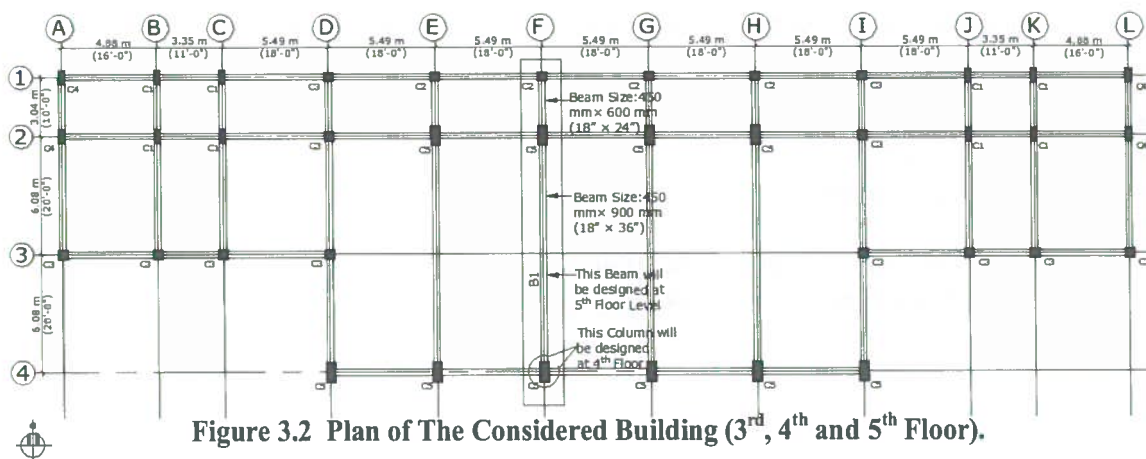 A B C D E F G H I J K L
4.88 m 3.35 m 5.49 m 5.49 m 5.49 m 5.49 m 5.49 m 5.49 m 5.49 m 3.35 m 4.88 m
(16'-0") (11'-0") (18'-0") (18'-0") (18'-0") (18'-0") (18'-0") (18'-0") (18'-0") (11'-0") (16'-0")
1
C4
3.04 m
(10'-0")
Beam Size:450
mm× 600 mm
(18" × 24")
2
C1
6.08 m
(20'-0")
Beam Size:450
mm× 900 mm
(18" × 36")
3
6.08 m
(20'-0")
B1
This Beam will
be designed at
5th Floor Level
This Column will
be designed
at 4th Floor
4
Figure 3.2 Plan of The Considered Building (3rd, 4th and 5th Floor).